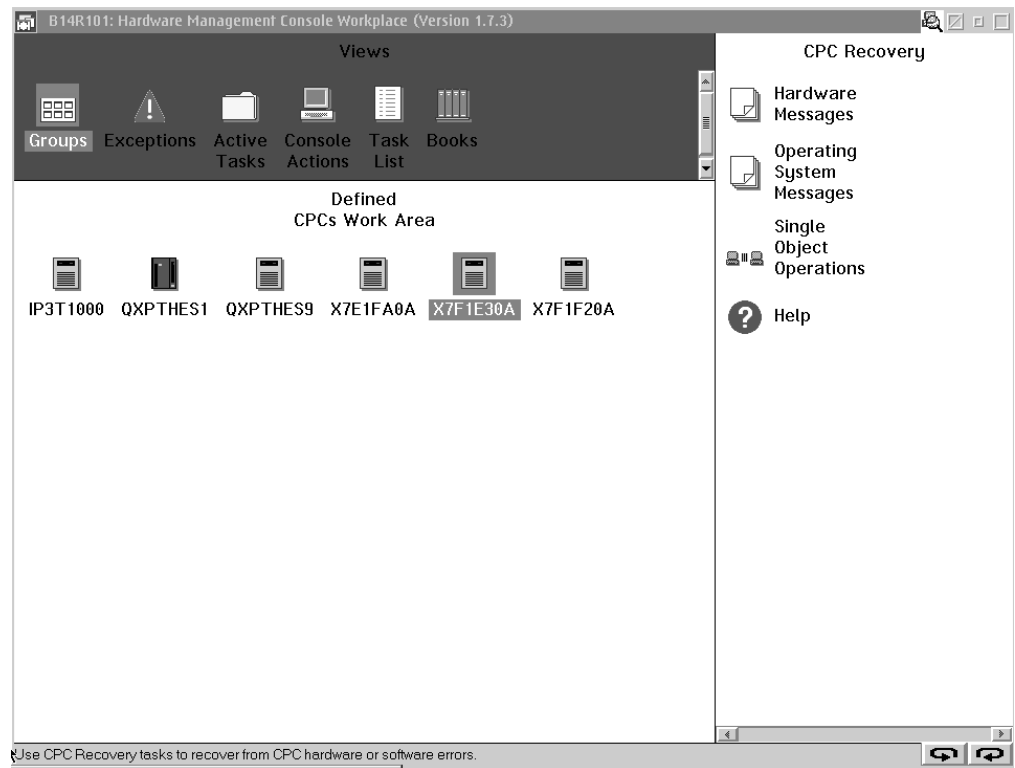 B14R101: Hardware Management Console Workplace (Version 1.7.3)
Views
Groups
Exceptions
Active
Tasks
Console
Actions
Task
List
Books
Defined
CPCs Work Area
IP3T1000
QXPTHES1
QXPTHES9
X7E1FA0A
X7F1E30A
X7F1F20A
CPC Recovery
Hardware
Messages
Operating
System
Messages
Single
Object
Operations
? Help
Use CPC Recovery tasks to recover from CPC hardware or software errors.